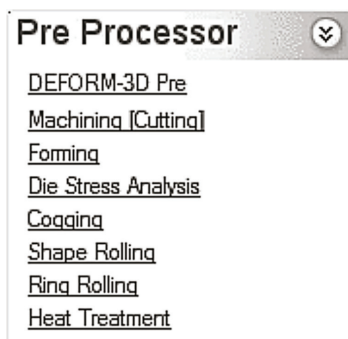 Pre Processor
DEFORM-3D Pre
Machining [Cutting]
Forming
Die Stress Analysis
Cogging
Shape Rolling
Ring Rolling
Heat Treatment